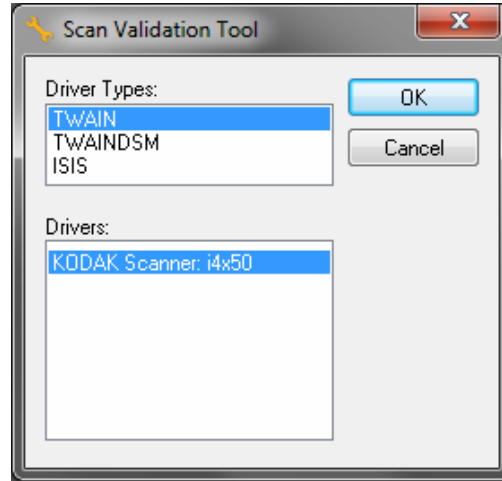 Scan Validation Tool
Driver Types:
TWAIN
TWAINDSM
ISIS
OK
Cancel
Drivers:
KODAK Scanner: i4x50